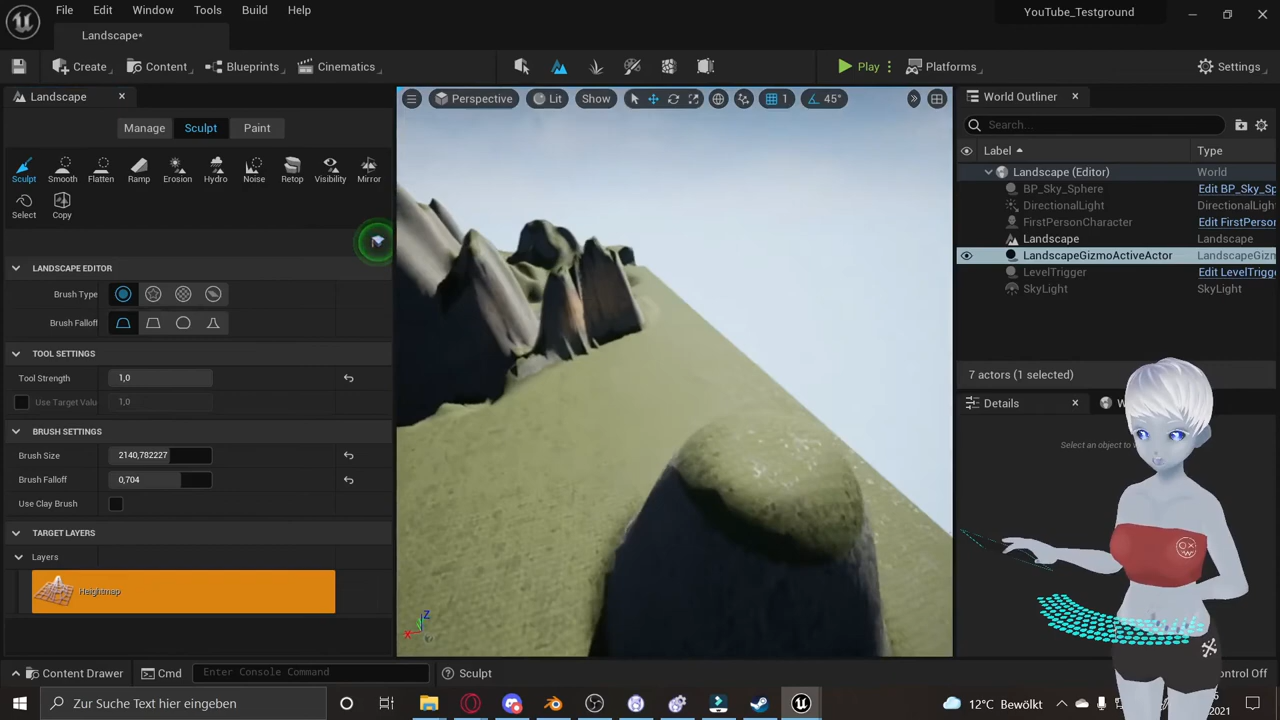 File Edit Window Tools Build Help
YouTube_Testground
Landscape*
Create Content Blueprints Cinematics Play Platforms Settings
Landscape
Manage Sculpt Paint
Sculpt Smooth Flatten Ramp Erosion Hydro Noise Retop Visibility Mirror
Select Copy
LANDSCAPE EDITOR
Brush Type
Brush Falloff
TOOL SETTINGS
Tool Strength 1,0
Use Target Valu 1,0
BRUSH SETTINGS
Brush Size 2140,782227
Brush Falloff 0,704
Use Clay Brush
TARGET LAYERS
Layers
Heightmap
Perspective Lit Show 1 45°
Z
X
World Outliner
Search...
Label Type
Landscape (Editor) World
BP_Sky_Sphere Edit BP_Sky_Sp
DirectionalLight DirectionalLight
FirstPersonCharacter Edit FirstPerson
Landscape Landscape
LandscapeGizmoActiveActor LandscapeGizm
LevelTrigger Edit LevelTrigge
SkyLight SkyLight
7 actors (1 selected)
Details W
Select an object to
Content Drawer Cmd Enter Console Command Sculpt ontrol Off
Zur Suche Text hier eingeben
12°C Bewölkt
2021